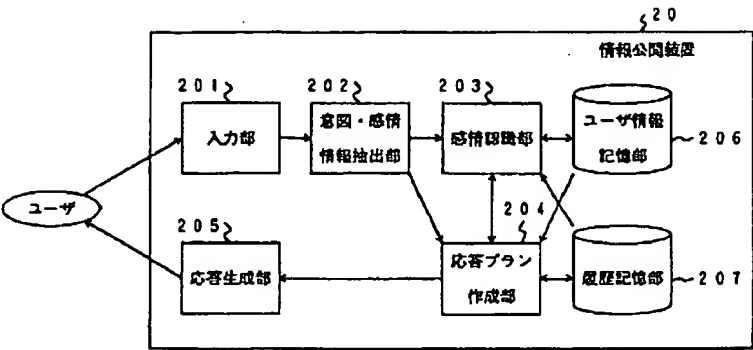 20
情報公開装置
201
202
203
入力部
意図・感情
情報抽出部
感情認識部
ユーザ情報
記憶部
206
ユーザ
204
205
応答生成部
応答プラン
作成部
履歴記憶部
207